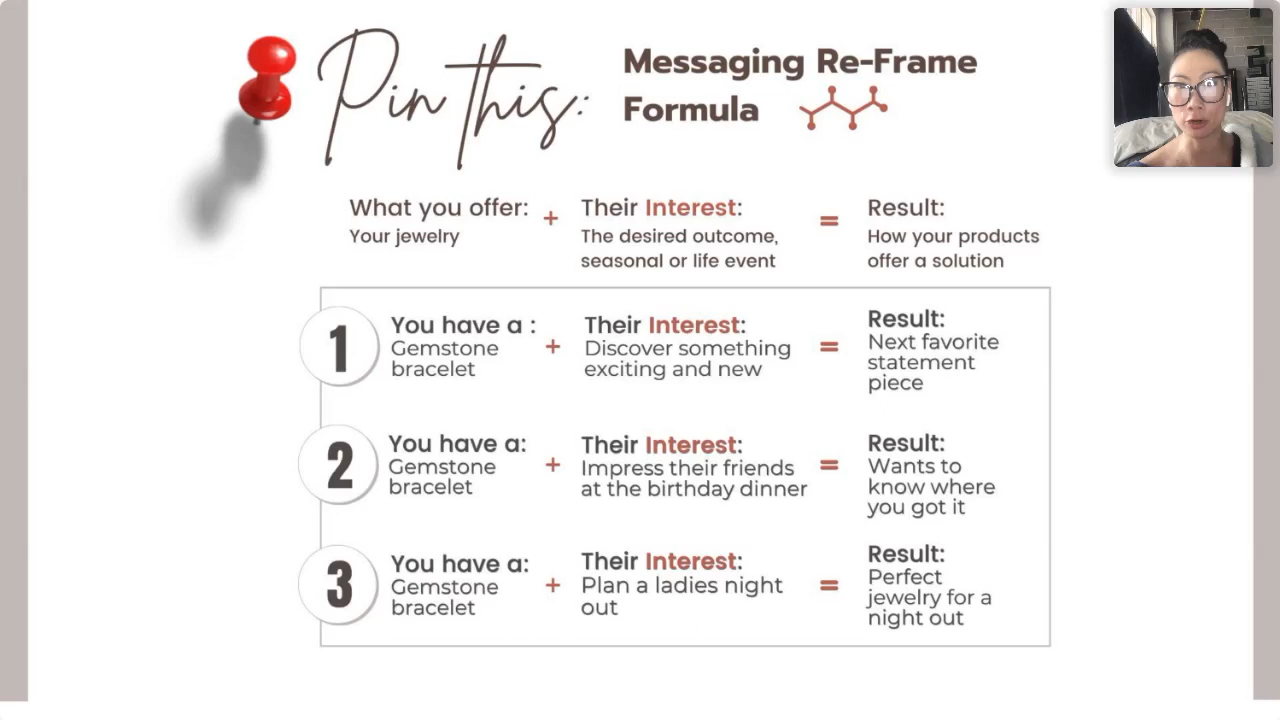 Pin this:
Messaging Re-Frame
Formula
What you offer:
Your jewelry
+
Their Interest:
The desired outcome,
seasonal or life event
=
Result:
How your products
offer a solution
1
You have a :
Gemstone
bracelet
+
Their Interest:
Discover something
exciting and new
=
Result:
Next favorite
statement
piece
2
You have a:
Gemstone
bracelet
+
Their Interest:
Impress their friends
at the birthday dinner
=
Result:
Wants to
know where
you got it
3
You have a:
Gemstone
bracelet
+
Their Interest:
Plan a ladies night
out
=
Result:
Perfect
jewelry for a
night out